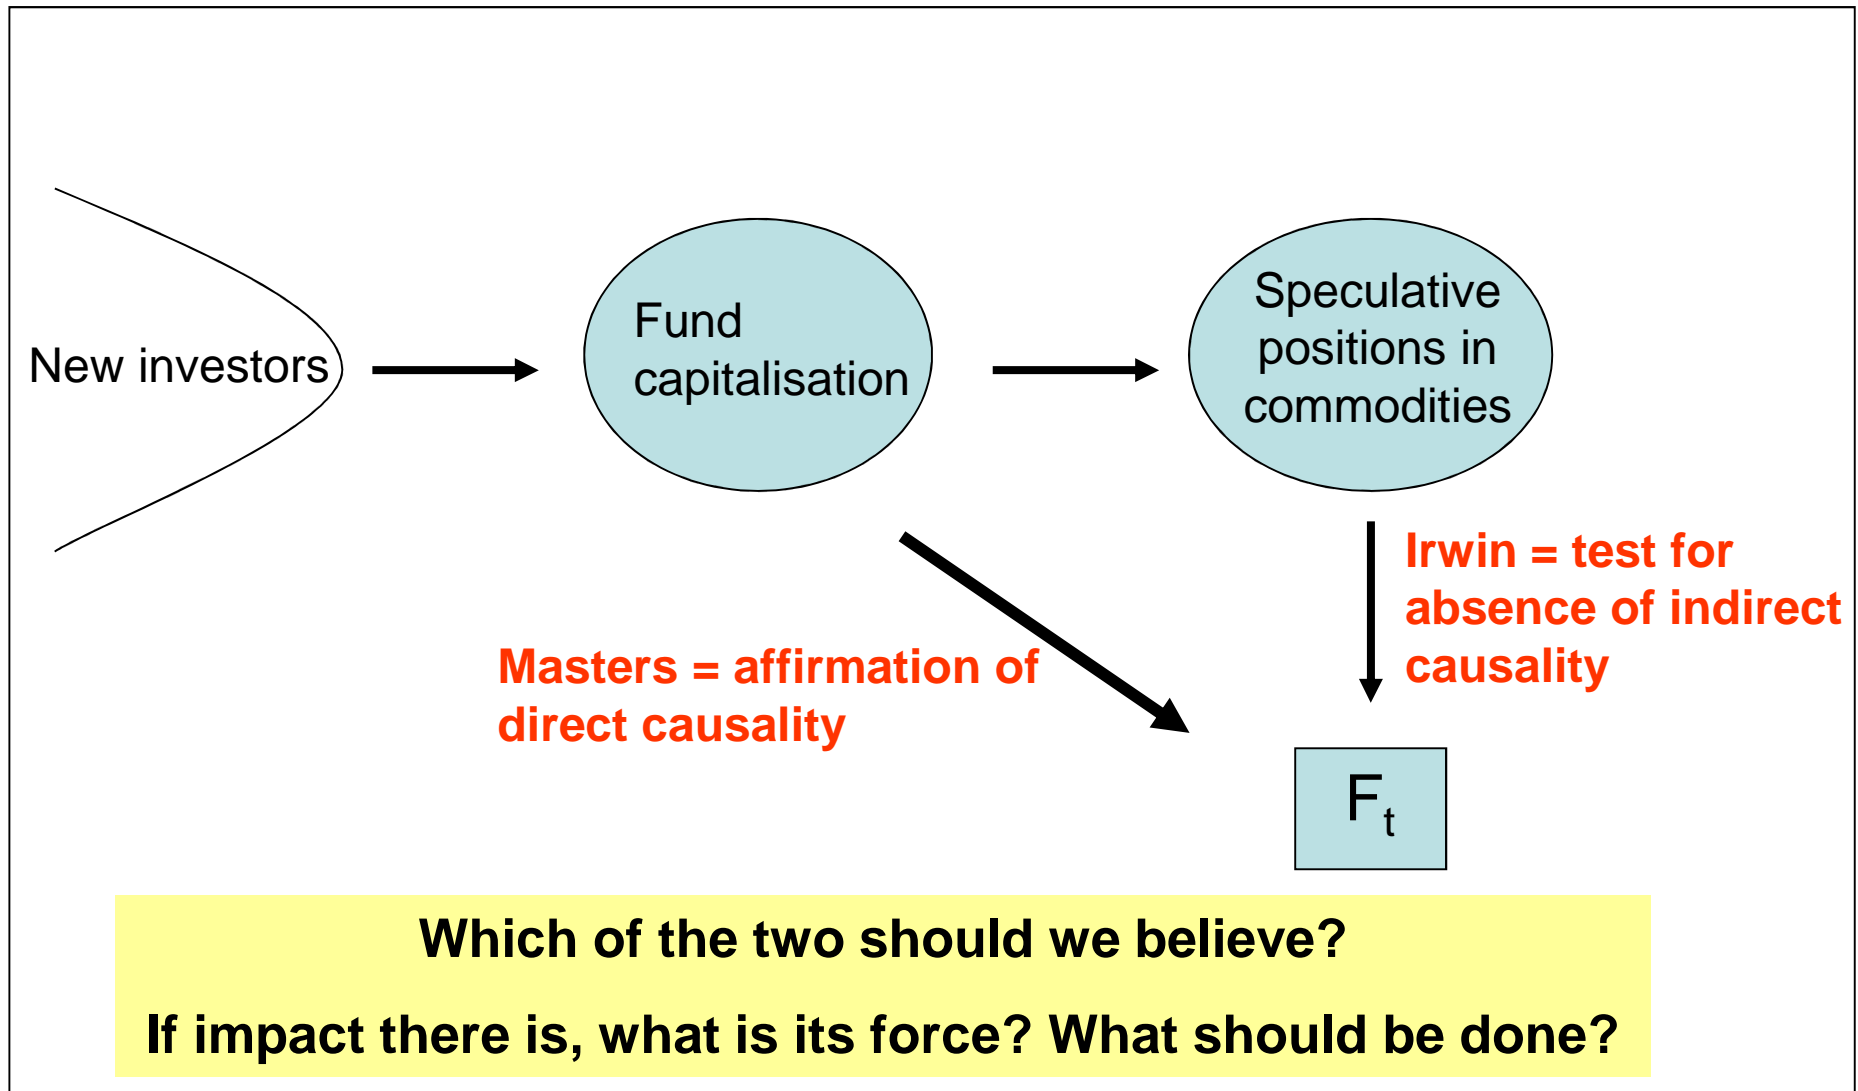 New investors
Fund
capitalisation
Speculative
positions in
commodities
Irwin = test for
absence of indirect
causality
Masters = affirmation of
direct causality
Ft
Which of the two should we believe?
If impact there is, what is its force? What should be done?